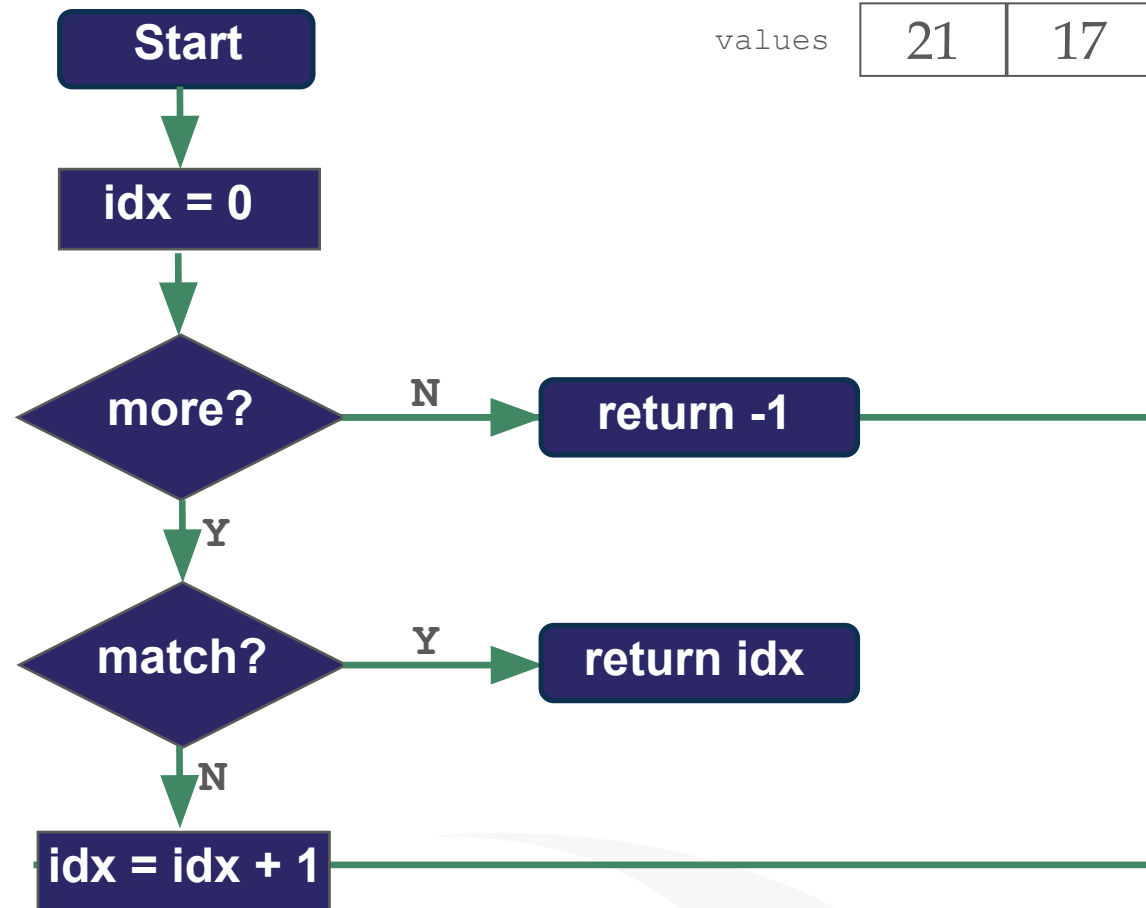 Start
values 21 17
idx = 0
more?
N
return -1
Y
match?
Y
return idx
N
idx = idx + 1